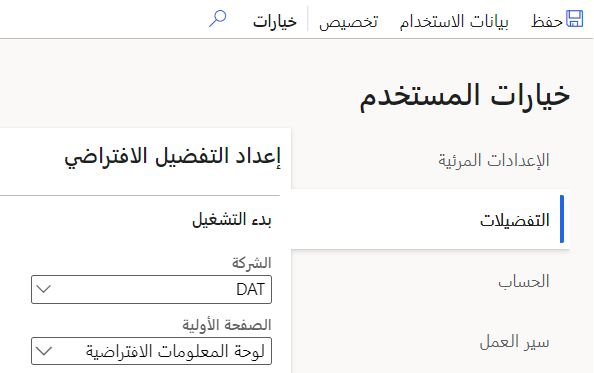 حفظ بيانات الاستخدام تخصيص خيارات
خيارات المستخدم
الإعدادات المرئية
التفضيلات
الحساب
سير العمل
إعداد التفضيل الافتراضي
بدء التشغيل
الشركة
DAT
الصفحة الأولية
لوحة المعلومات الافتراضية